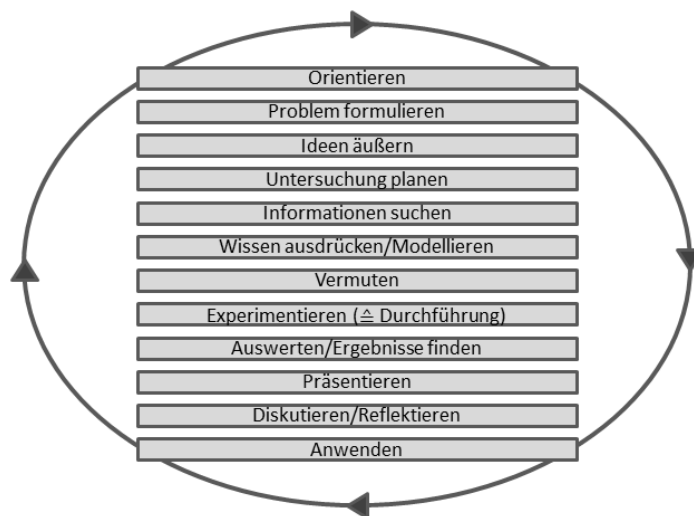 Orientieren
Problem formulieren
Ideen äußern
Untersuchung planen
Informationen suchen
Wissen ausdrücken/Modellieren
Vermuten
Experimentieren (≙ Durchführung)
Auswerten/Ergebnisse finden
Präsentieren
Diskutieren/Reflektieren
Anwenden